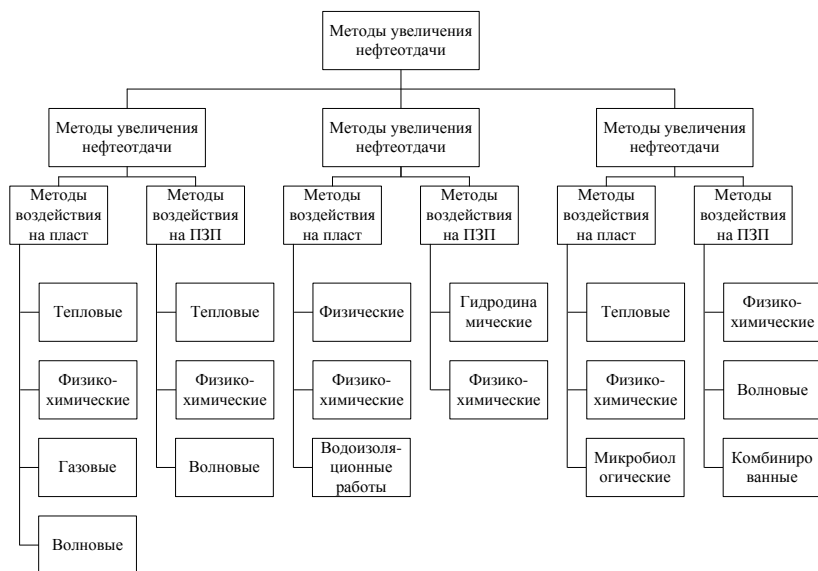 Методы увеличения
нефтеотдачи
Методы увеличения
нефтеотдачи
Методы увеличения
нефтеотдачи
Методы увеличения
нефтеотдачи
Методы
воздействия
на пласт
Методы
воздействия
на ПЗП
Методы
воздействия
на пласт
Методы
воздействия
на ПЗП
Методы
воздействия
на пласт
Методы
воздействия
на ПЗП
Тепловые
Тепловые
Физические
Гидродина
мические
Тепловые
Физико-
химические
Физико-
химические
Физико-
химические
Физико-
химические
Физико-
химические
Физико-
химические
Волновые
Газовые
Волновые
Водоизоля-
ционные
работы
Микробиол
огические
Комбиниро
ванные
Волновые